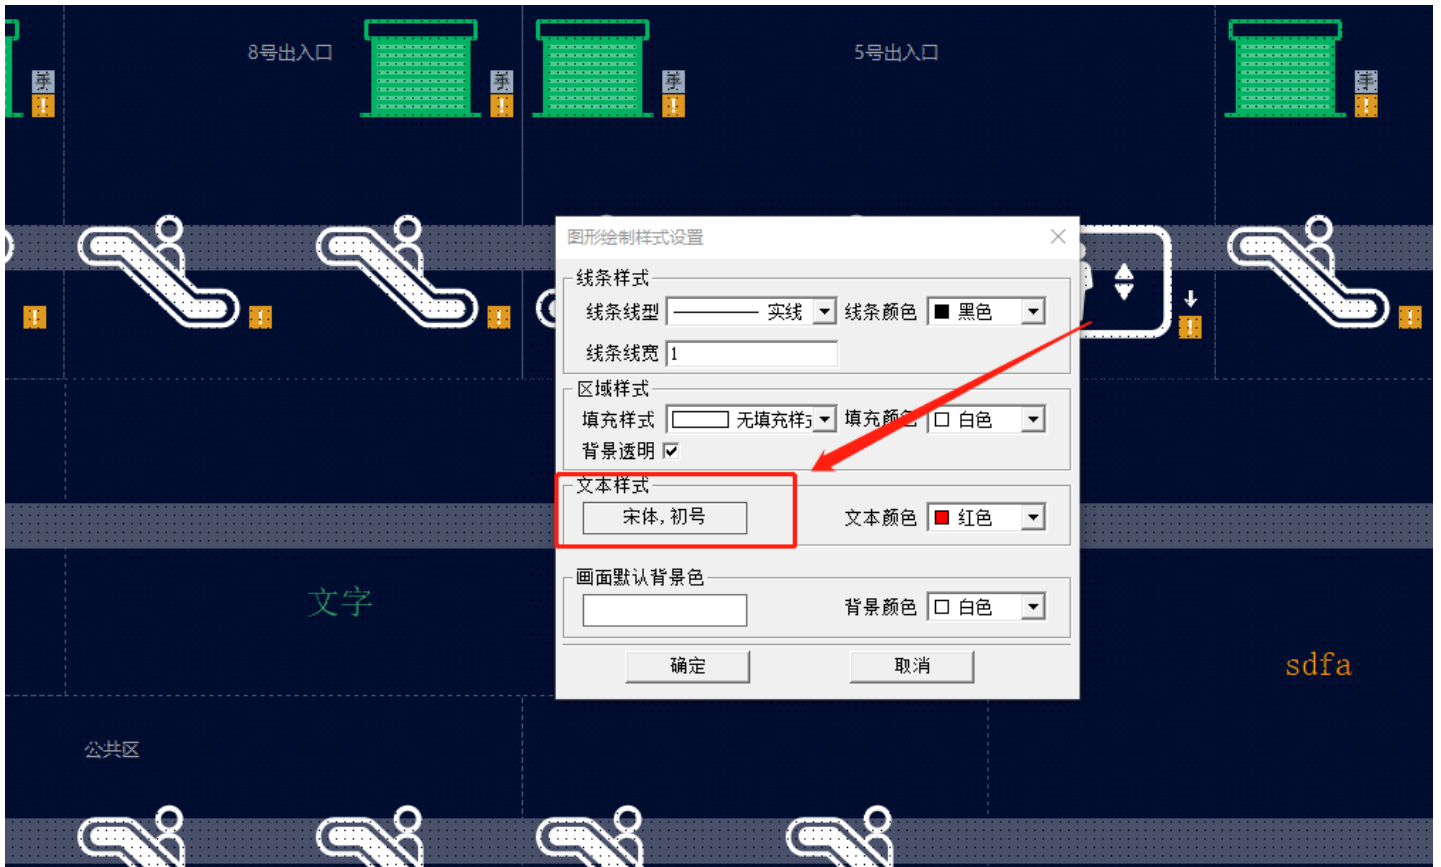 8号出入口
5号出入口
手
手
手
手
!
!
!
!
图形绘制样式设置
线条样式
线条线型 实线 线条颜色 黑色
线条线宽 1
!
!
!
!
!
区域样式
填充样式 无填充样 填充颜色 白色
背景透明
文本样式
宋体,初号 文本颜色 红色
文字
画面默认背景色
背景颜色 白色
确定 取消
sdfa
公共区